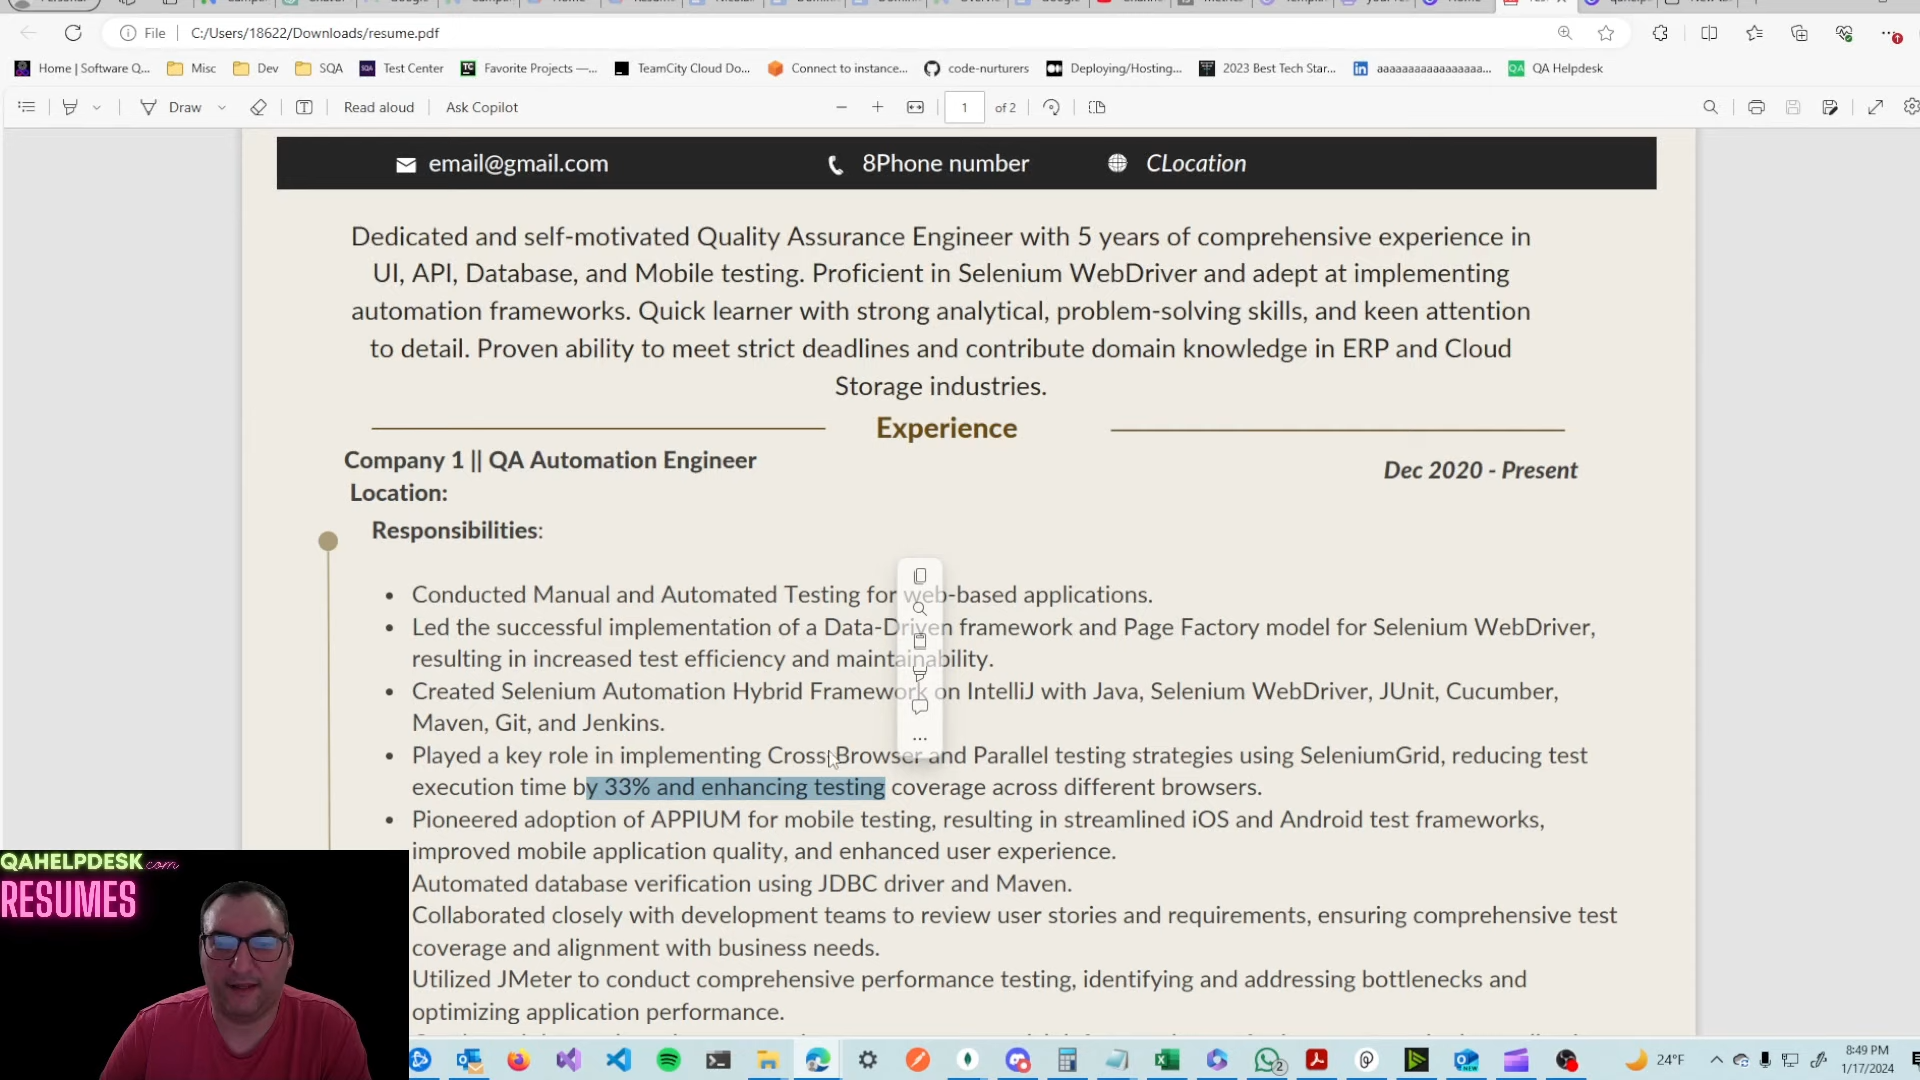 File
C:/Users/18622/Downloads/resume.pdf
Home | Software Q...
Misc
Dev
SQA
Test Center
Favorite Projects —...
TeamCity Cloud Do...
Connect to instance...
code-nurturers
Deploying/Hosting...
2023 Best Tech Star...
aaaaaaaaaaaaaaaaa...
QA Helpdesk
Draw
Read aloud
Ask Copilot
1
of 2
email@gmail.com
8Phone number
CLocation
Dedicated and self-motivated Quality Assurance Engineer with 5 years of comprehensive experience in
UI, API, Database, and Mobile testing. Proficient in Selenium WebDriver and adept at implementing
automation frameworks. Quick learner with strong analytical, problem-solving skills, and keen attention
to detail. Proven ability to meet strict deadlines and contribute domain knowledge in ERP and Cloud
Storage industries.
Experience
Company 1 || QA Automation Engineer
Dec 2020 - Present
Location:
Responsibilities:
• Conducted Manual and Automated Testing for web-based applications.
• Led the successful implementation of a Data-Driven framework and Page Factory model for Selenium WebDriver,
resulting in increased test efficiency and maintainability.
• Created Selenium Automation Hybrid Framework on IntelliJ with Java, Selenium WebDriver, JUnit, Cucumber,
Maven, Git, and Jenkins.
• Played a key role in implementing Cross-Browser and Parallel testing strategies using SeleniumGrid, reducing test
execution time by 33% and enhancing testing coverage across different browsers.
• Pioneered adoption of APPIUM for mobile testing, resulting in streamlined iOS and Android test frameworks,
improved mobile application quality, and enhanced user experience.
Automated database verification using JDBC driver and Maven.
Collaborated closely with development teams to review user stories and requirements, ensuring comprehensive test
coverage and alignment with business needs.
Utilized JMeter to conduct comprehensive performance testing, identifying and addressing bottlenecks and
optimizing application performance.
QAHELPDESK.com
RESUMES
24°F
8:49 PM
1/17/2024